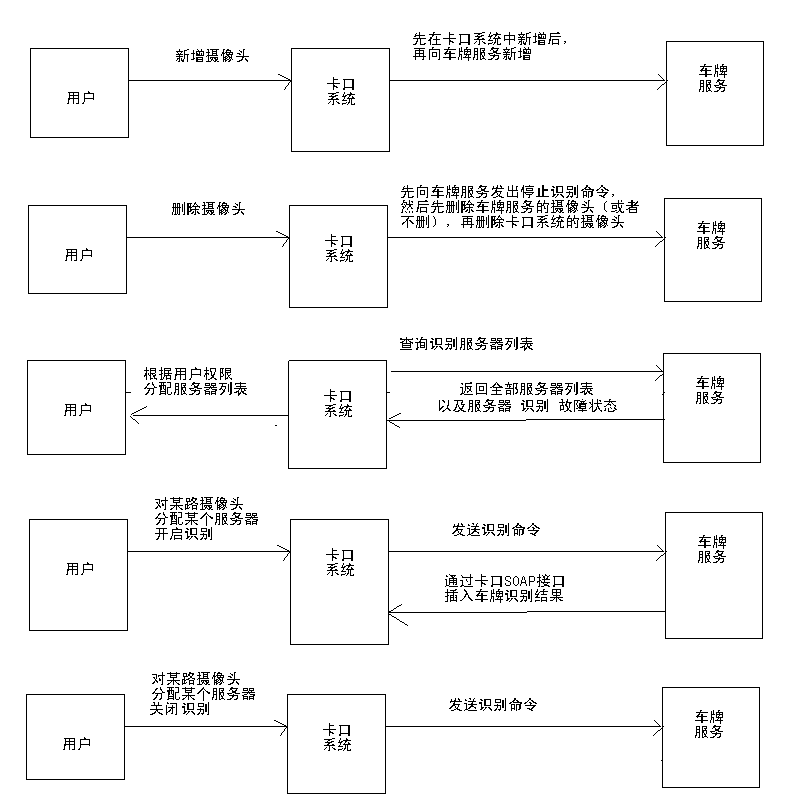 新增摄像头
先在卡口系统中新增后，
再向车牌服务新增
用户
卡口
系统
车牌
服务
删除摄像头
先向车牌服务发出停止识别命令，
然后先删除车牌服务的摄像头（或者
不删），再删除卡口系统的摄像头
用户
卡口
系统
车牌
服务
查询识别服务器列表
根据用户权限
分配服务器列表
返回全部服务器列表
以及服务器 识别 故障状态
用户
卡口
系统
车牌
服务
对某路摄像头
分配某个服务器
开启识别
发送识别命令
通过卡口SOAP接口
插入车牌识别结果
用户
卡口
系统
车牌
服务
对某路摄像头
分配某个服务器
关闭识别
发送识别命令
用户
卡口
系统
车牌
服务